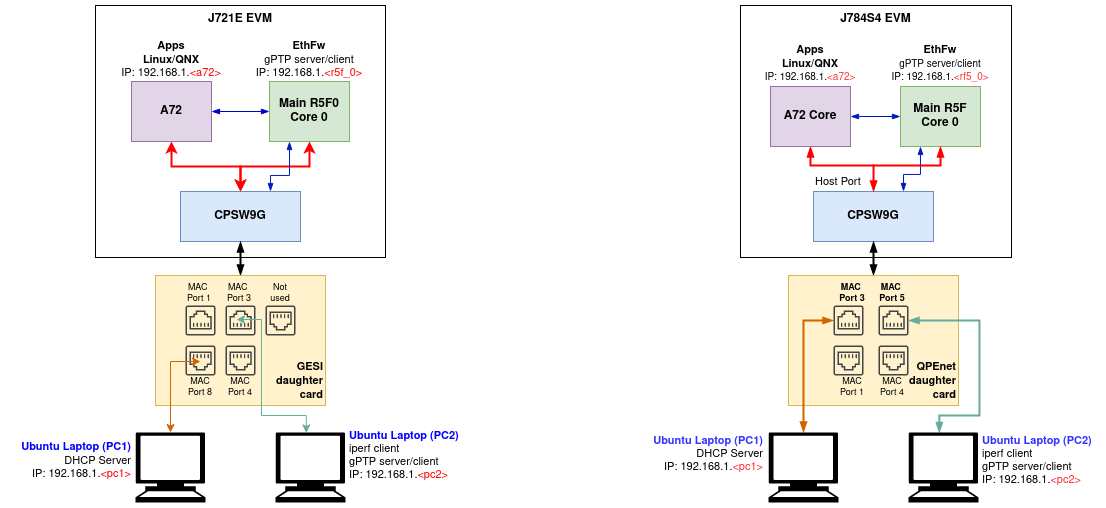 J721E EVM
Apps
Linux/QNX
IP: 192.168.1.<a72>
EthFw
gPTP server/client
IP: 192.168.1.<r5f_0>
A72
Main R5F0
Core 0
CPSW9G
MAC
Port 1
MAC
Port 3
Not
used
MAC
Port 8
MAC
Port 4
GESI
daughter
card
Ubuntu Laptop (PC1)
DHCP Server
IP: 192.168.1.<pc1>
Ubuntu Laptop (PC2)
iperf client
gPTP server/client
IP: 192.168.1.<pc2>
J784S4 EVM
Apps
Linux/QNX
IP: 192.168.1.<a72>
EthFw
gPTP server/client
IP: 192.168.1.<rf5_0>
A72 Core
Main R5F
Core 0
Host Port
CPSW9G
MAC
Port 3
MAC
Port 5
MAC
Port 1
MAC
Port 4
QPEnet
daughter
card
Ubuntu Laptop (PC1)
DHCP Server
IP: 192.168.1.<pc1>
Ubuntu Laptop (PC2)
iperf client
gPTP server/client
IP: 192.168.1.<pc2>